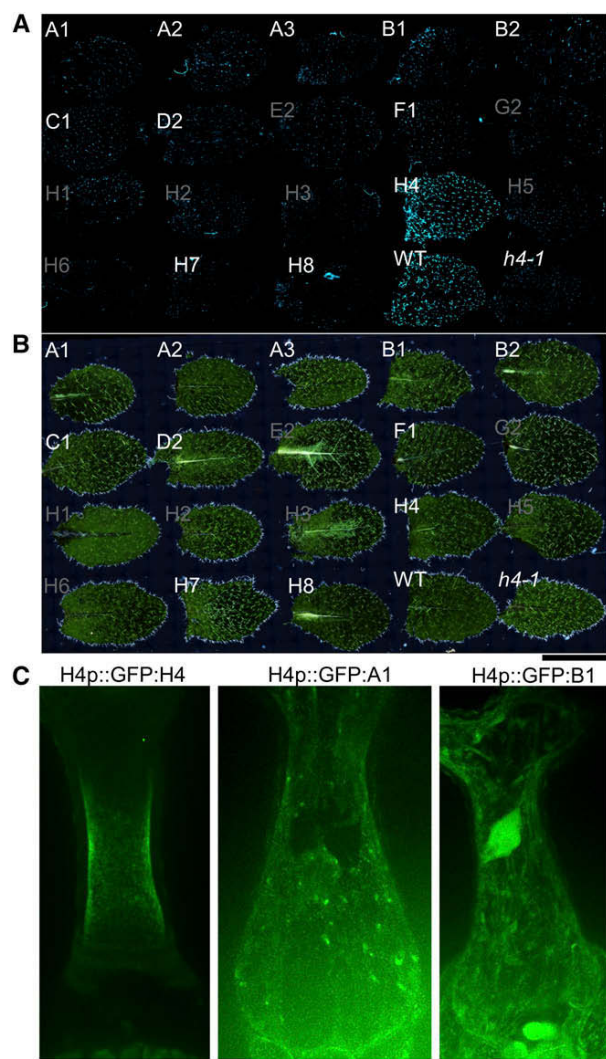 A
A1 A2 A3 B1 B2
C1 D2 E2 F1 G2
H1 H2 H3 H4 H5
H6 H7 H8 WT h4-1
B
A1 A2 A3 B1 B2
C1 D2 E2 F1 G2
H1 H2 H3 H4 H5
H6 H7 H8 WT h4-1
C
H4p::GFP:H4 H4p::GFP:A1 H4p::GFP:B1